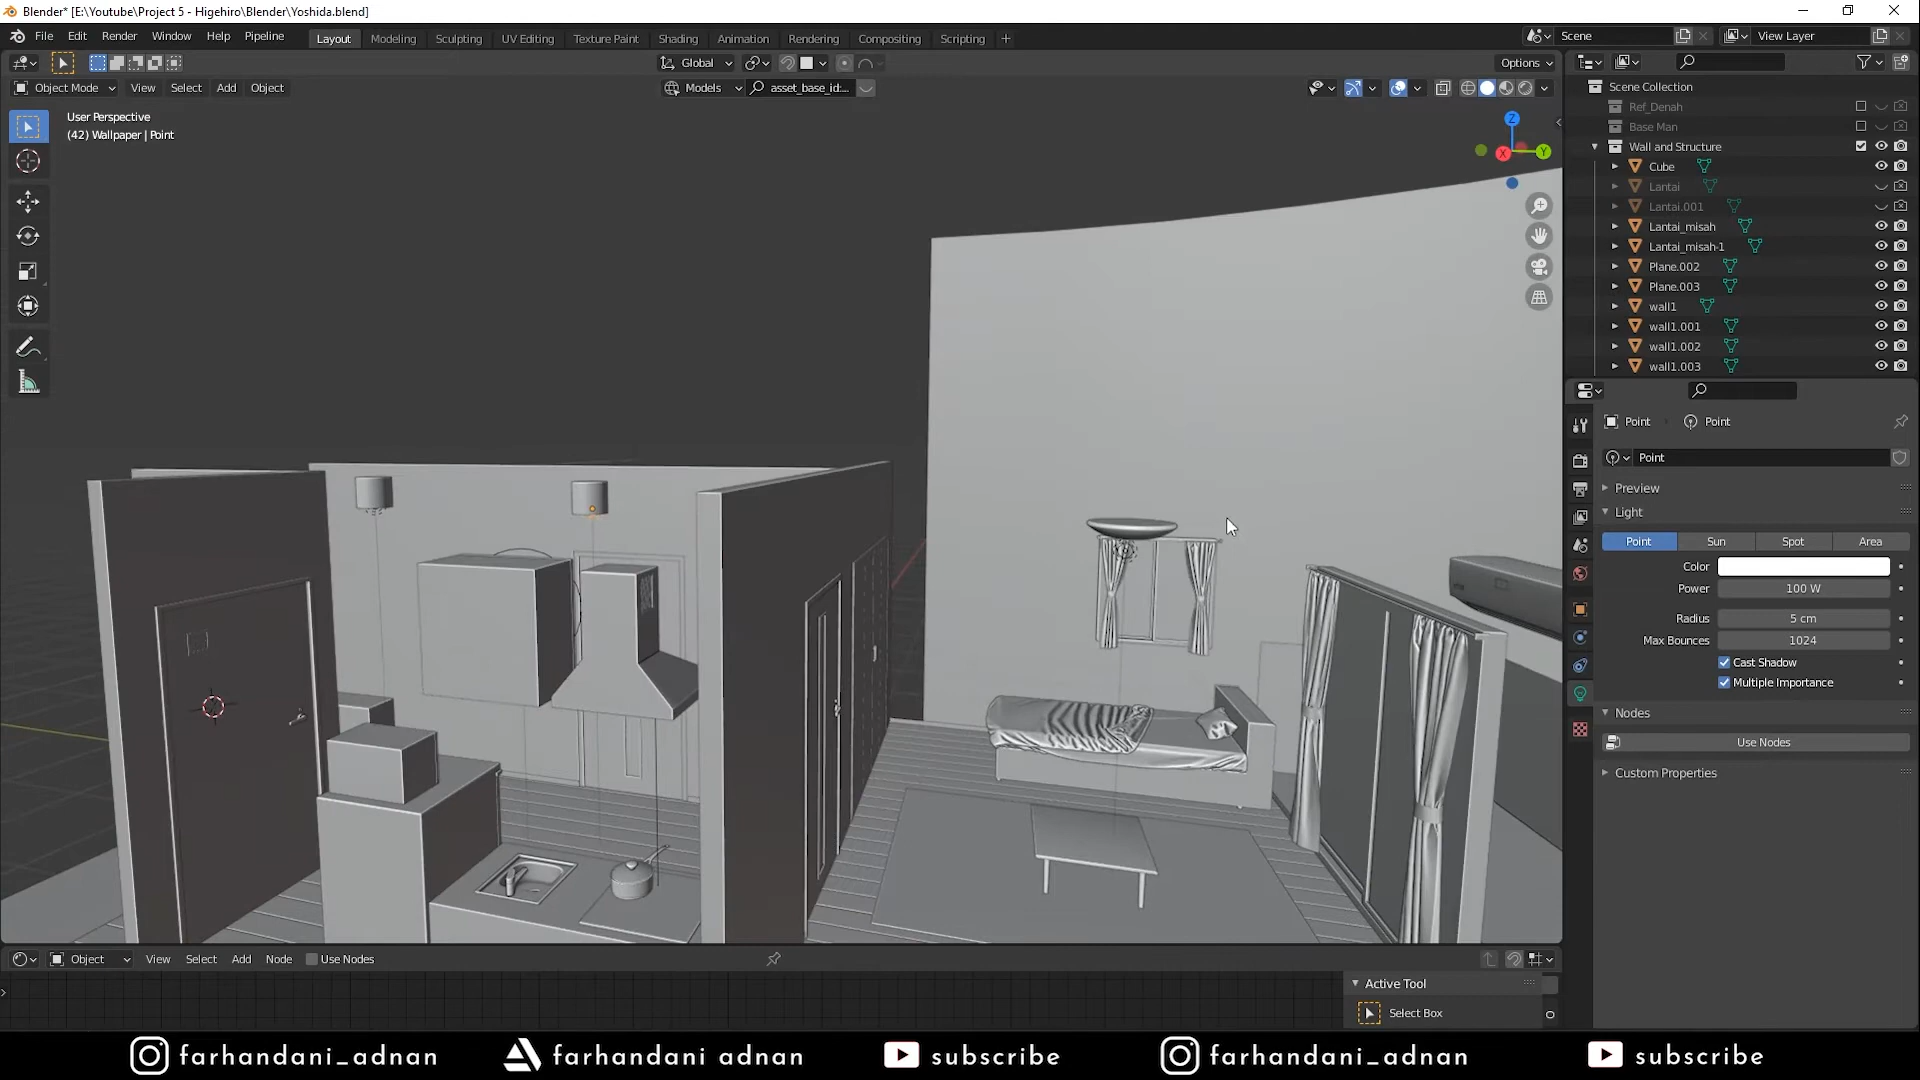 Blender* [E:\Youtube\Project 5 - Higehiro\Blender\Yoshida.blend]
File Edit Render Window Help Pipeline
Layout Modeling Sculpting UV Editing Texture Paint Shading Animation Rendering Compositing Scripting +
Scene
View Layer
Global
Options
Object Mode View Select Add Object
Models asset_base_id:...
User Perspective
(42) Wallpaper | Point
Z
X
Y
Scene Collection
Ref_Denah
Base Man
Wall and Structure
Cube
Lantai
Lantai.001
Lantai_misah
Lantai_misah-1
Plane.002
Plane.003
wall1
wall1.001
wall1.002
wall1.003
Point Point
Point
Preview
Light
Point Sun Spot Area
Color
Power 100 W
Radius 5 cm
Max Bounces 1024
Cast Shadow
Multiple Importance
Nodes
Use Nodes
Custom Properties
Object View Select Add Node Use Nodes
Active Tool
Select Box
farhandani_adnan farhandani adnan subscribe farhandani_adnan subscribe